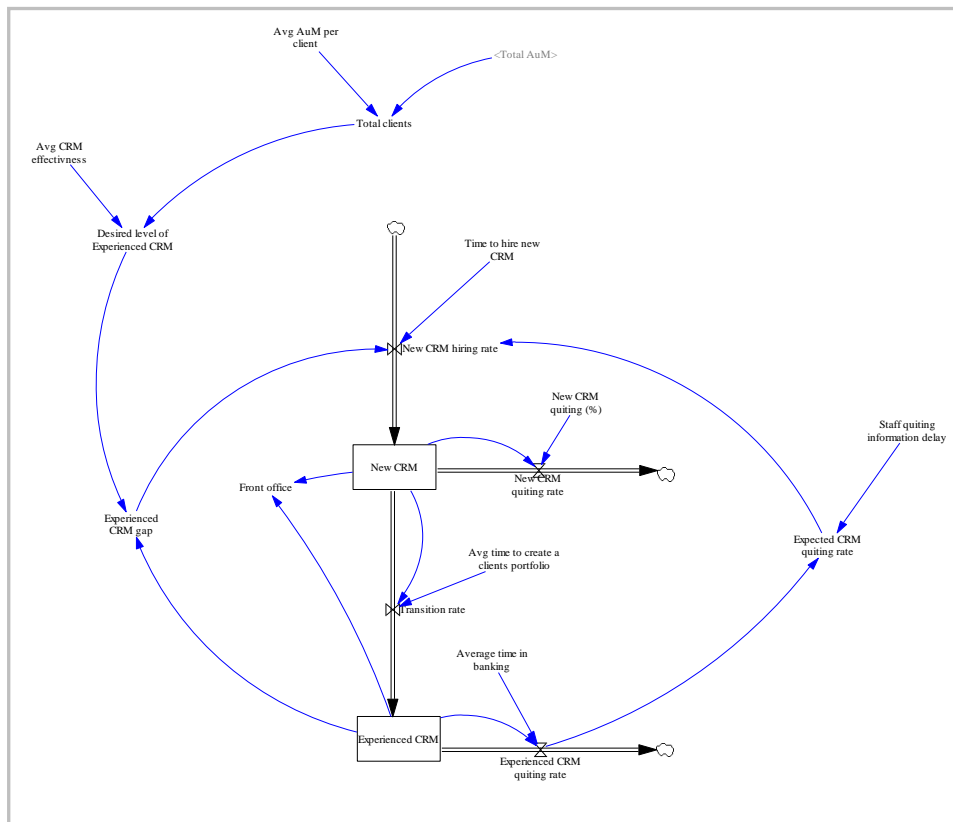 Avg AuM per
client
<Total AuM>
Total clients
Avg CRM
effectivness
Desired level of
Experienced CRM
Time to hire new
CRM
New CRM hiring rate
New CRM
quiting (%)
Staff quiting
information delay
New CRM
New CRM
quiting rate
Front office
Experienced
CRM gap
Expected CRM
quiting rate
Avg time to create a
clients portfolio
Transition rate
Average time in
banking
Experienced CRM
Experienced CRM
quiting rate